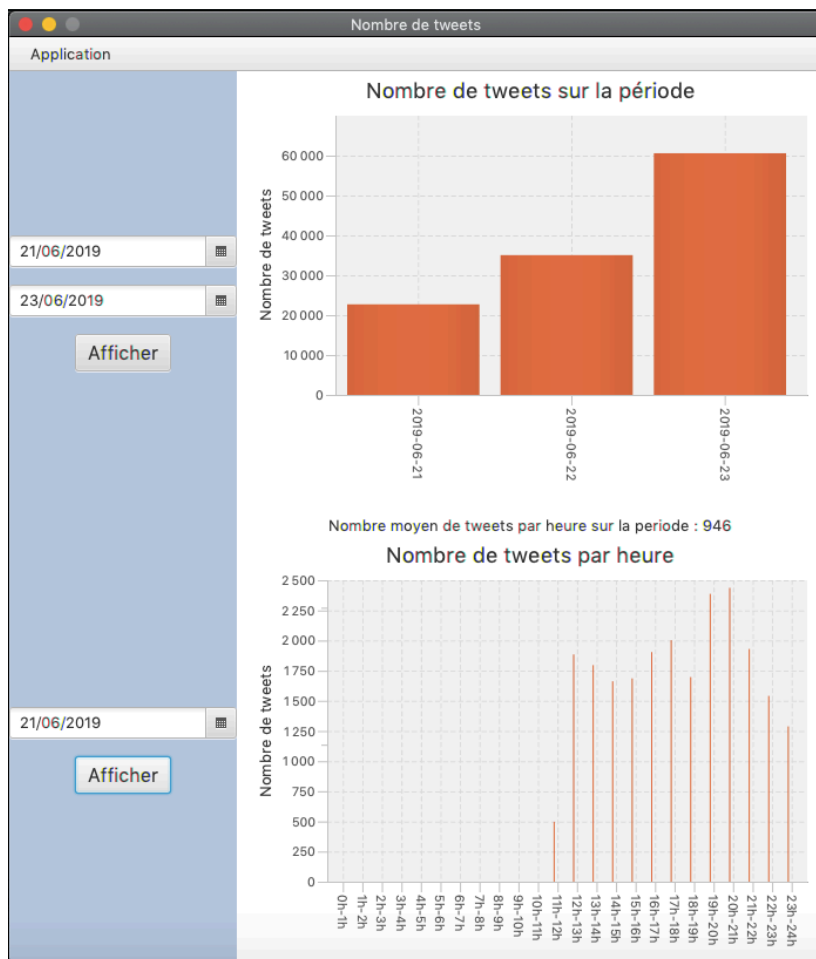 Nombre de tweets
Application
21/06/2019
23/06/2019
Afficher
Nombre de tweets sur la période
Nombre de tweets
60 000
50 000
40 000
30 000
20 000
10 000
0
2019-06-21
2019-06-22
2019-06-23
Nombre moyen de tweets par heure sur la periode : 946
21/06/2019
Afficher
Nombre de tweets par heure
Nombre de tweets
2 500
2 250
2 000
1 750
1 500
1 250
1 000
750
500
250
0
0h-1h
1h-2h
2h-3h
3h-4h
4h-5h
5h-6h
6h-7h
7h-8h
8h-9h
9h-10h
10h-11h
11h-12h
12h-13h
13h-14h
14h-15h
15h-16h
16h-17h
17h-18h
18h-19h
19h-20h
20h-21h
21h-22h
22h-23h
23h-24h